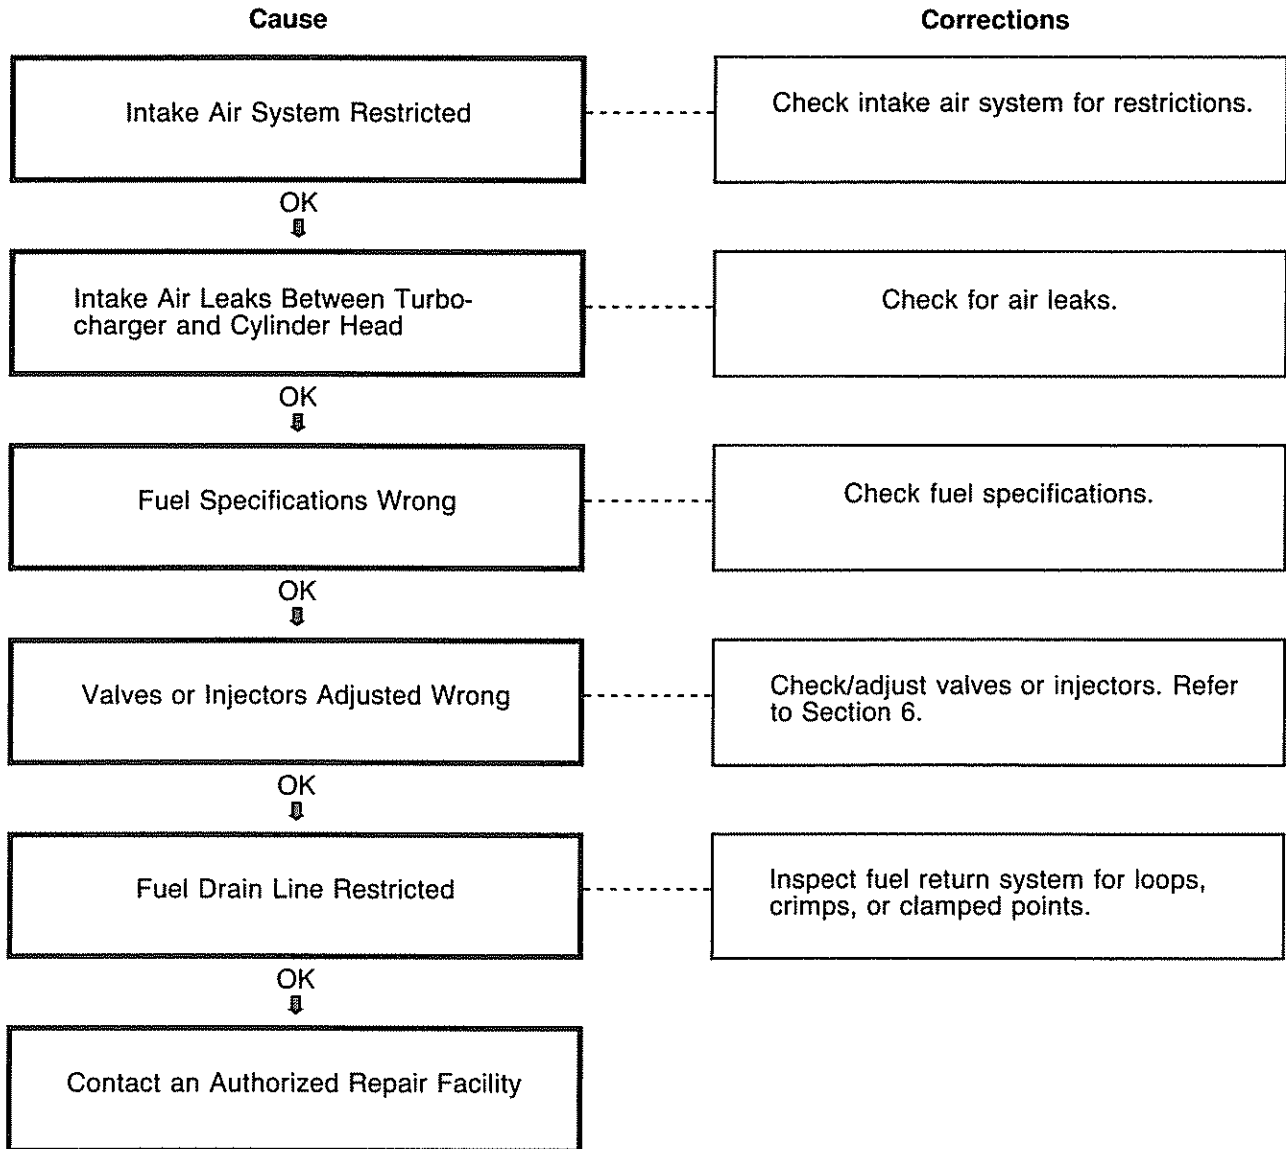 Cause
Corrections
Intake Air System Restricted
Check intake air system for restrictions.
OK
Intake Air Leaks Between Turbo-
charger and Cylinder Head
Check for air leaks.
OK
Fuel Specifications Wrong
Check fuel specifications.
OK
Valves or Injectors Adjusted Wrong
Check/adjust valves or injectors. Refer
to Section 6.
OK
Fuel Drain Line Restricted
Inspect fuel return system for loops,
crimps, or clamped points.
OK
Contact an Authorized Repair Facility